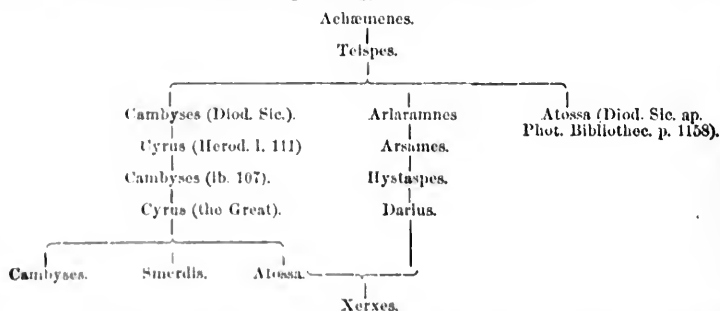 Achæmenes.
Teispes.
Cambyses (Diod. Sic.). Ariaramnes Atossa (Diod. Sic. ap.
Phot. Bibliothec. p. 1158).
Cyrus (Herod. i. 111) Arsames.
Cambyses (ib. 107). Hystaspes.
Cyrus (the Great). Darius.
Cambyses. Smerdis. Atossa.
Xerxes.